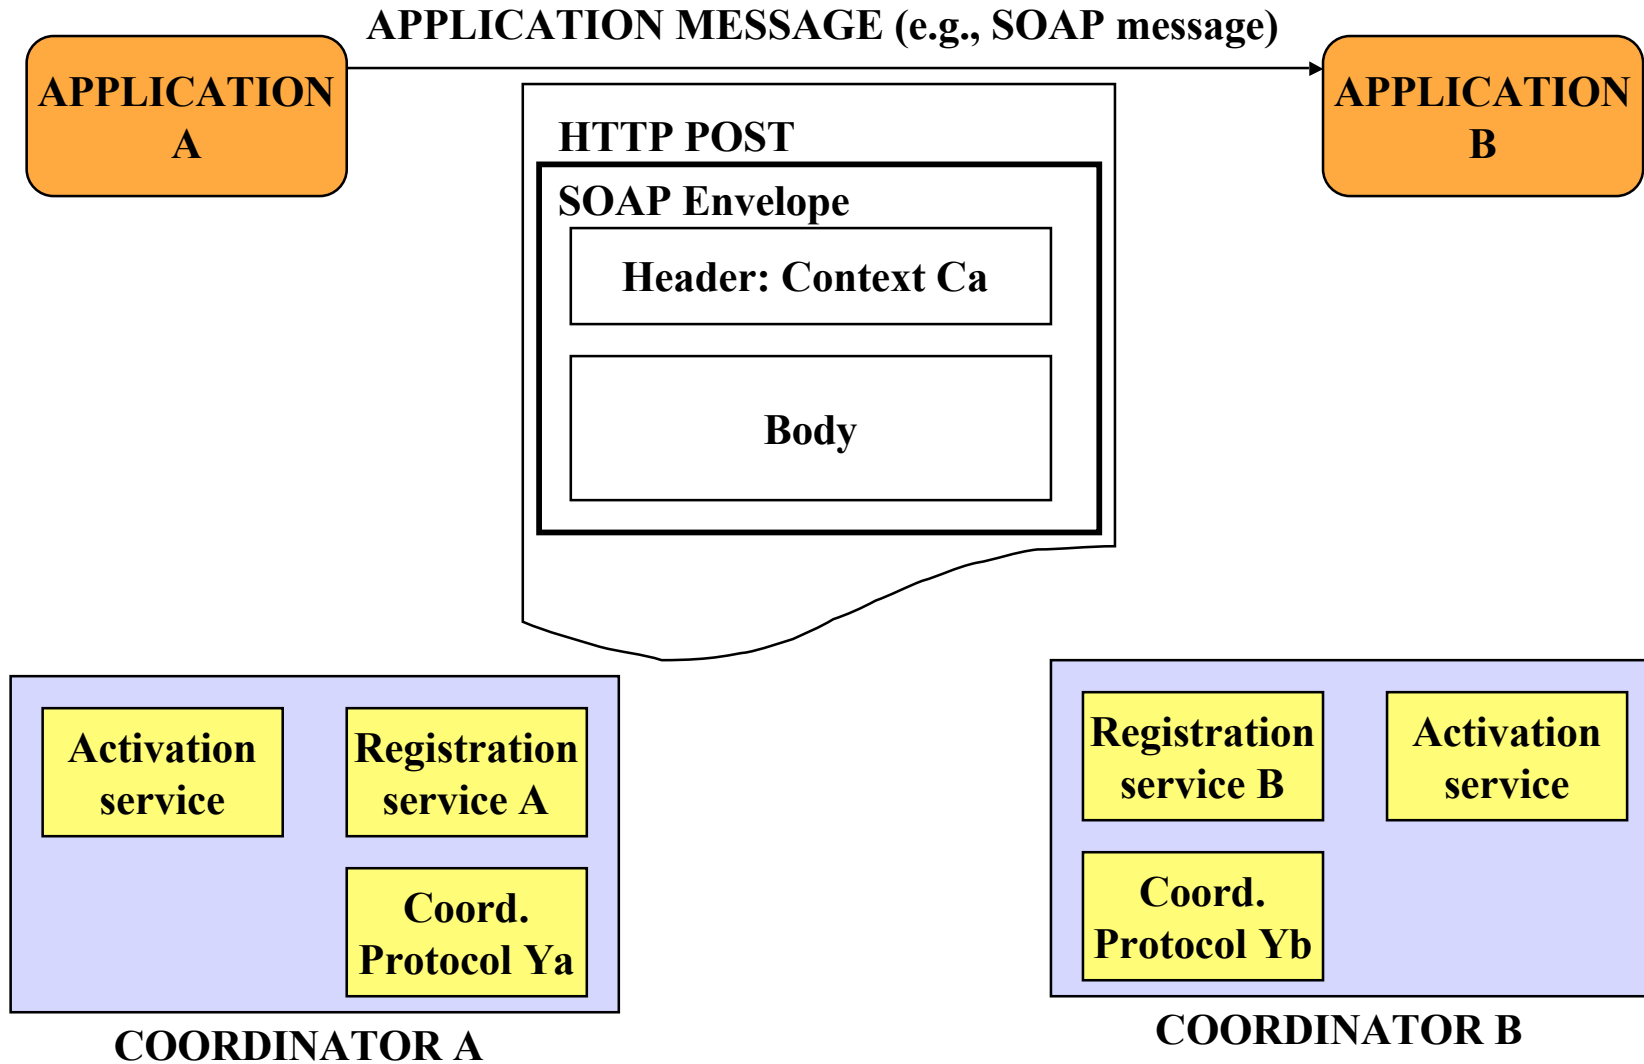 APPLICATION MESSAGE (e.g., SOAP message)
APPLICATION
A
APPLICATION
B
HTTP POST
SOAP Envelope
Header: Context Ca
Body
Activation
service
Registration
service A
Coord.
Protocol Ya
COORDINATOR A
Registration
service B
Activation
service
Coord.
Protocol Yb
COORDINATOR B